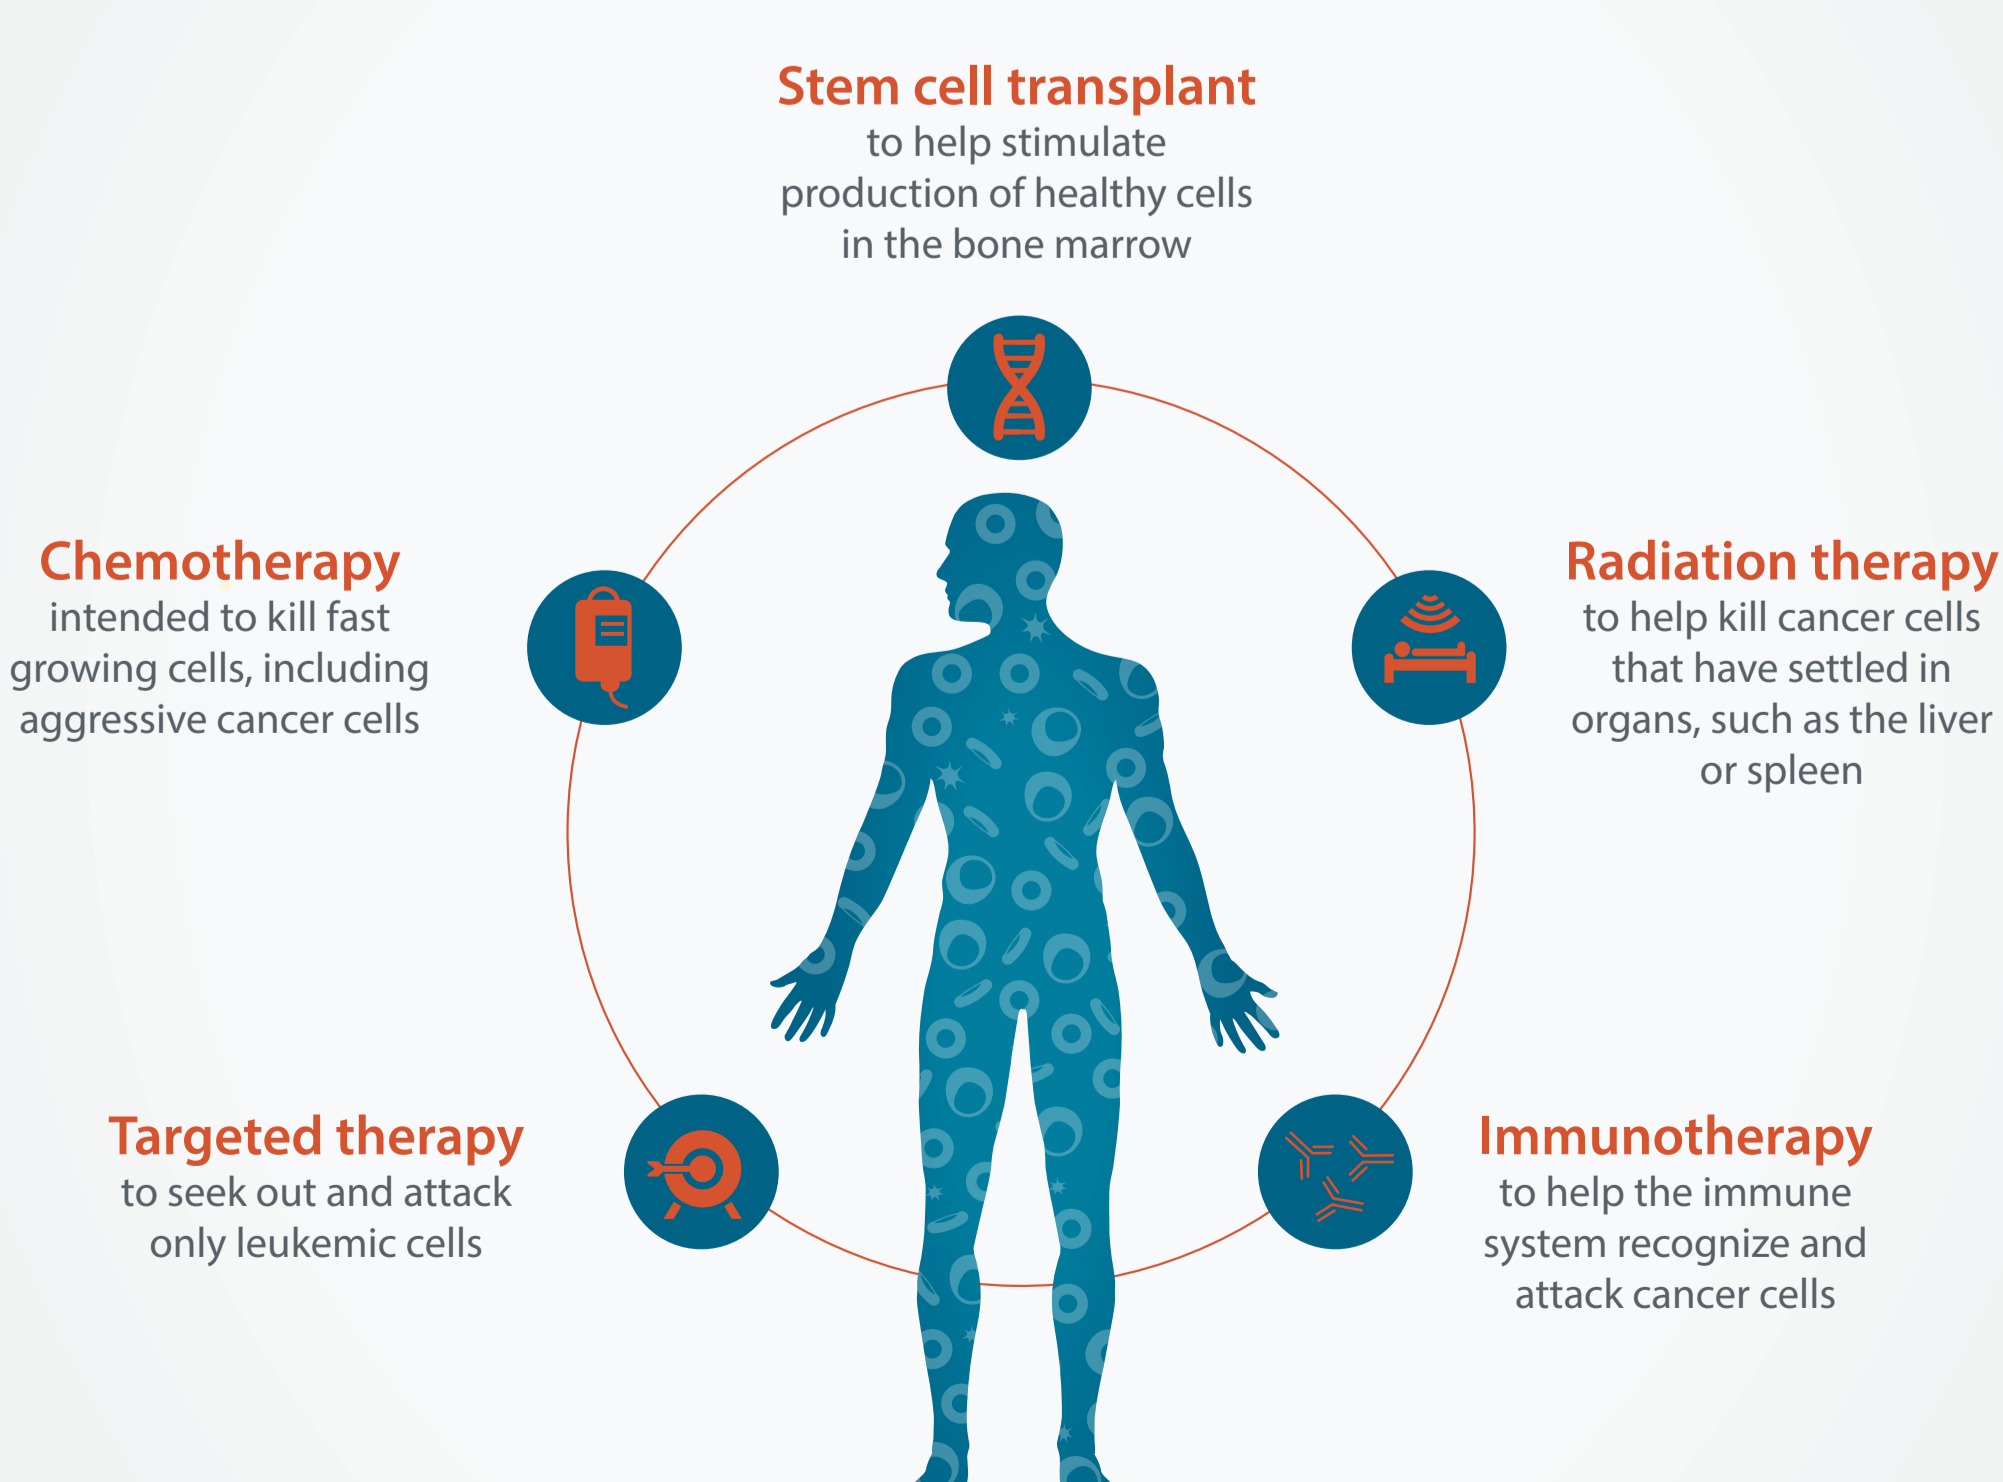 Stem cell transplant
to help stimulate
production of healthy cells
in the bone marrow
Chemotherapy
intended to kill fast
growing cells, including
aggressive cancer cells
Radiation therapy
to help kill cancer cells
that have settled in
organs, such as the liver
or spleen
Targeted therapy
to seek out and attack
only leukemic cells
Immunotherapy
to help the immune
system recognize and
attack cancer cells